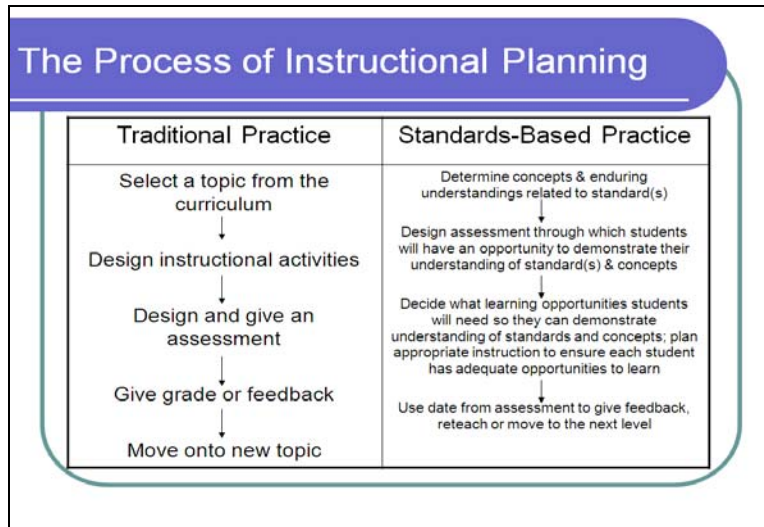 The Process of Instructional Planning
Traditional Practice
Select a topic from the
curriculum
Design instructional activities
Design and give an
assessment
Give grade or feedback
Move onto new topic
Standards-Based Practice
Determine concepts & enduring
understandings related to standard(s)
Design assessment through which students
will have an opportunity to demonstrate their
understanding of standard(s) & concepts
Decide what learning opportunities students
will need so they can demonstrate
understanding of standards and concepts; plan
appropriate instruction to ensure each student
has adequate opportunities to learn
Use date from assessment to give feedback,
reteach or move to the next level